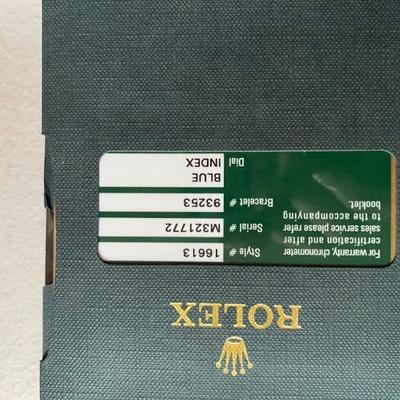 ROLEX
For warranty, chronometer
certification and after
sales service please refer
to the accompanying
booklet.
Style # 16613
Serial # M321772
Bracelet # 93253
Dial BLUE
INDEX